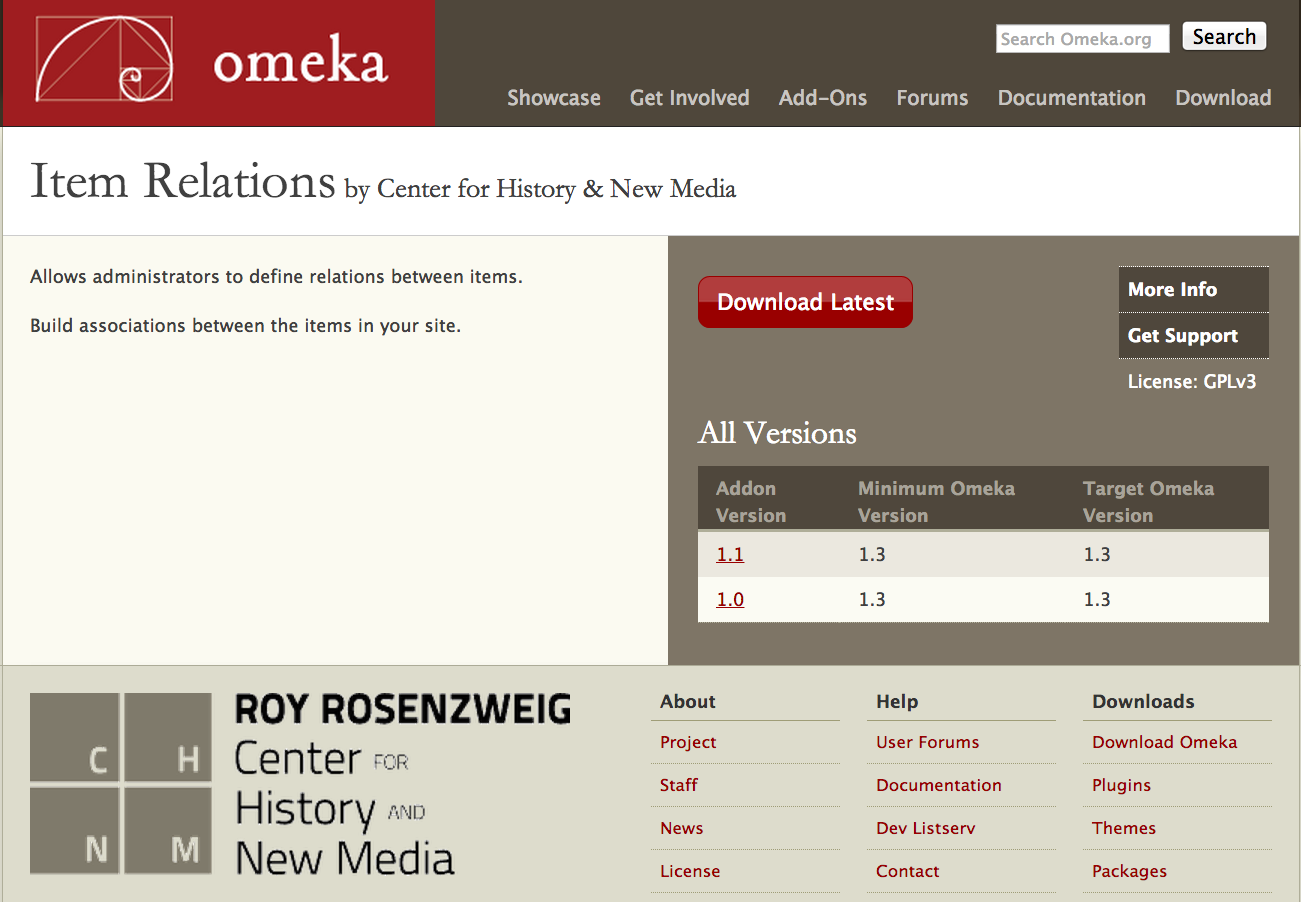 omeka
Search Omeka.org
Search
Showcase Get Involved Add-Ons Forums Documentation Download
Item Relations by Center for History & New Media
Allows administrators to define relations between items.
Build associations between the items in your site.
Download Latest
More Info
Get Support
License: GPLv3
All Versions
Addon Version Minimum Omeka Version Target Omeka Version
1.1 1.3 1.3
1.0 1.3 1.3
C H
N M
ROY ROSENZWEIG
Center FOR
History AND
New Media
About
Project
Staff
News
License
Help
User Forums
Documentation
Dev Listserv
Contact
Downloads
Download Omeka
Plugins
Themes
Packages